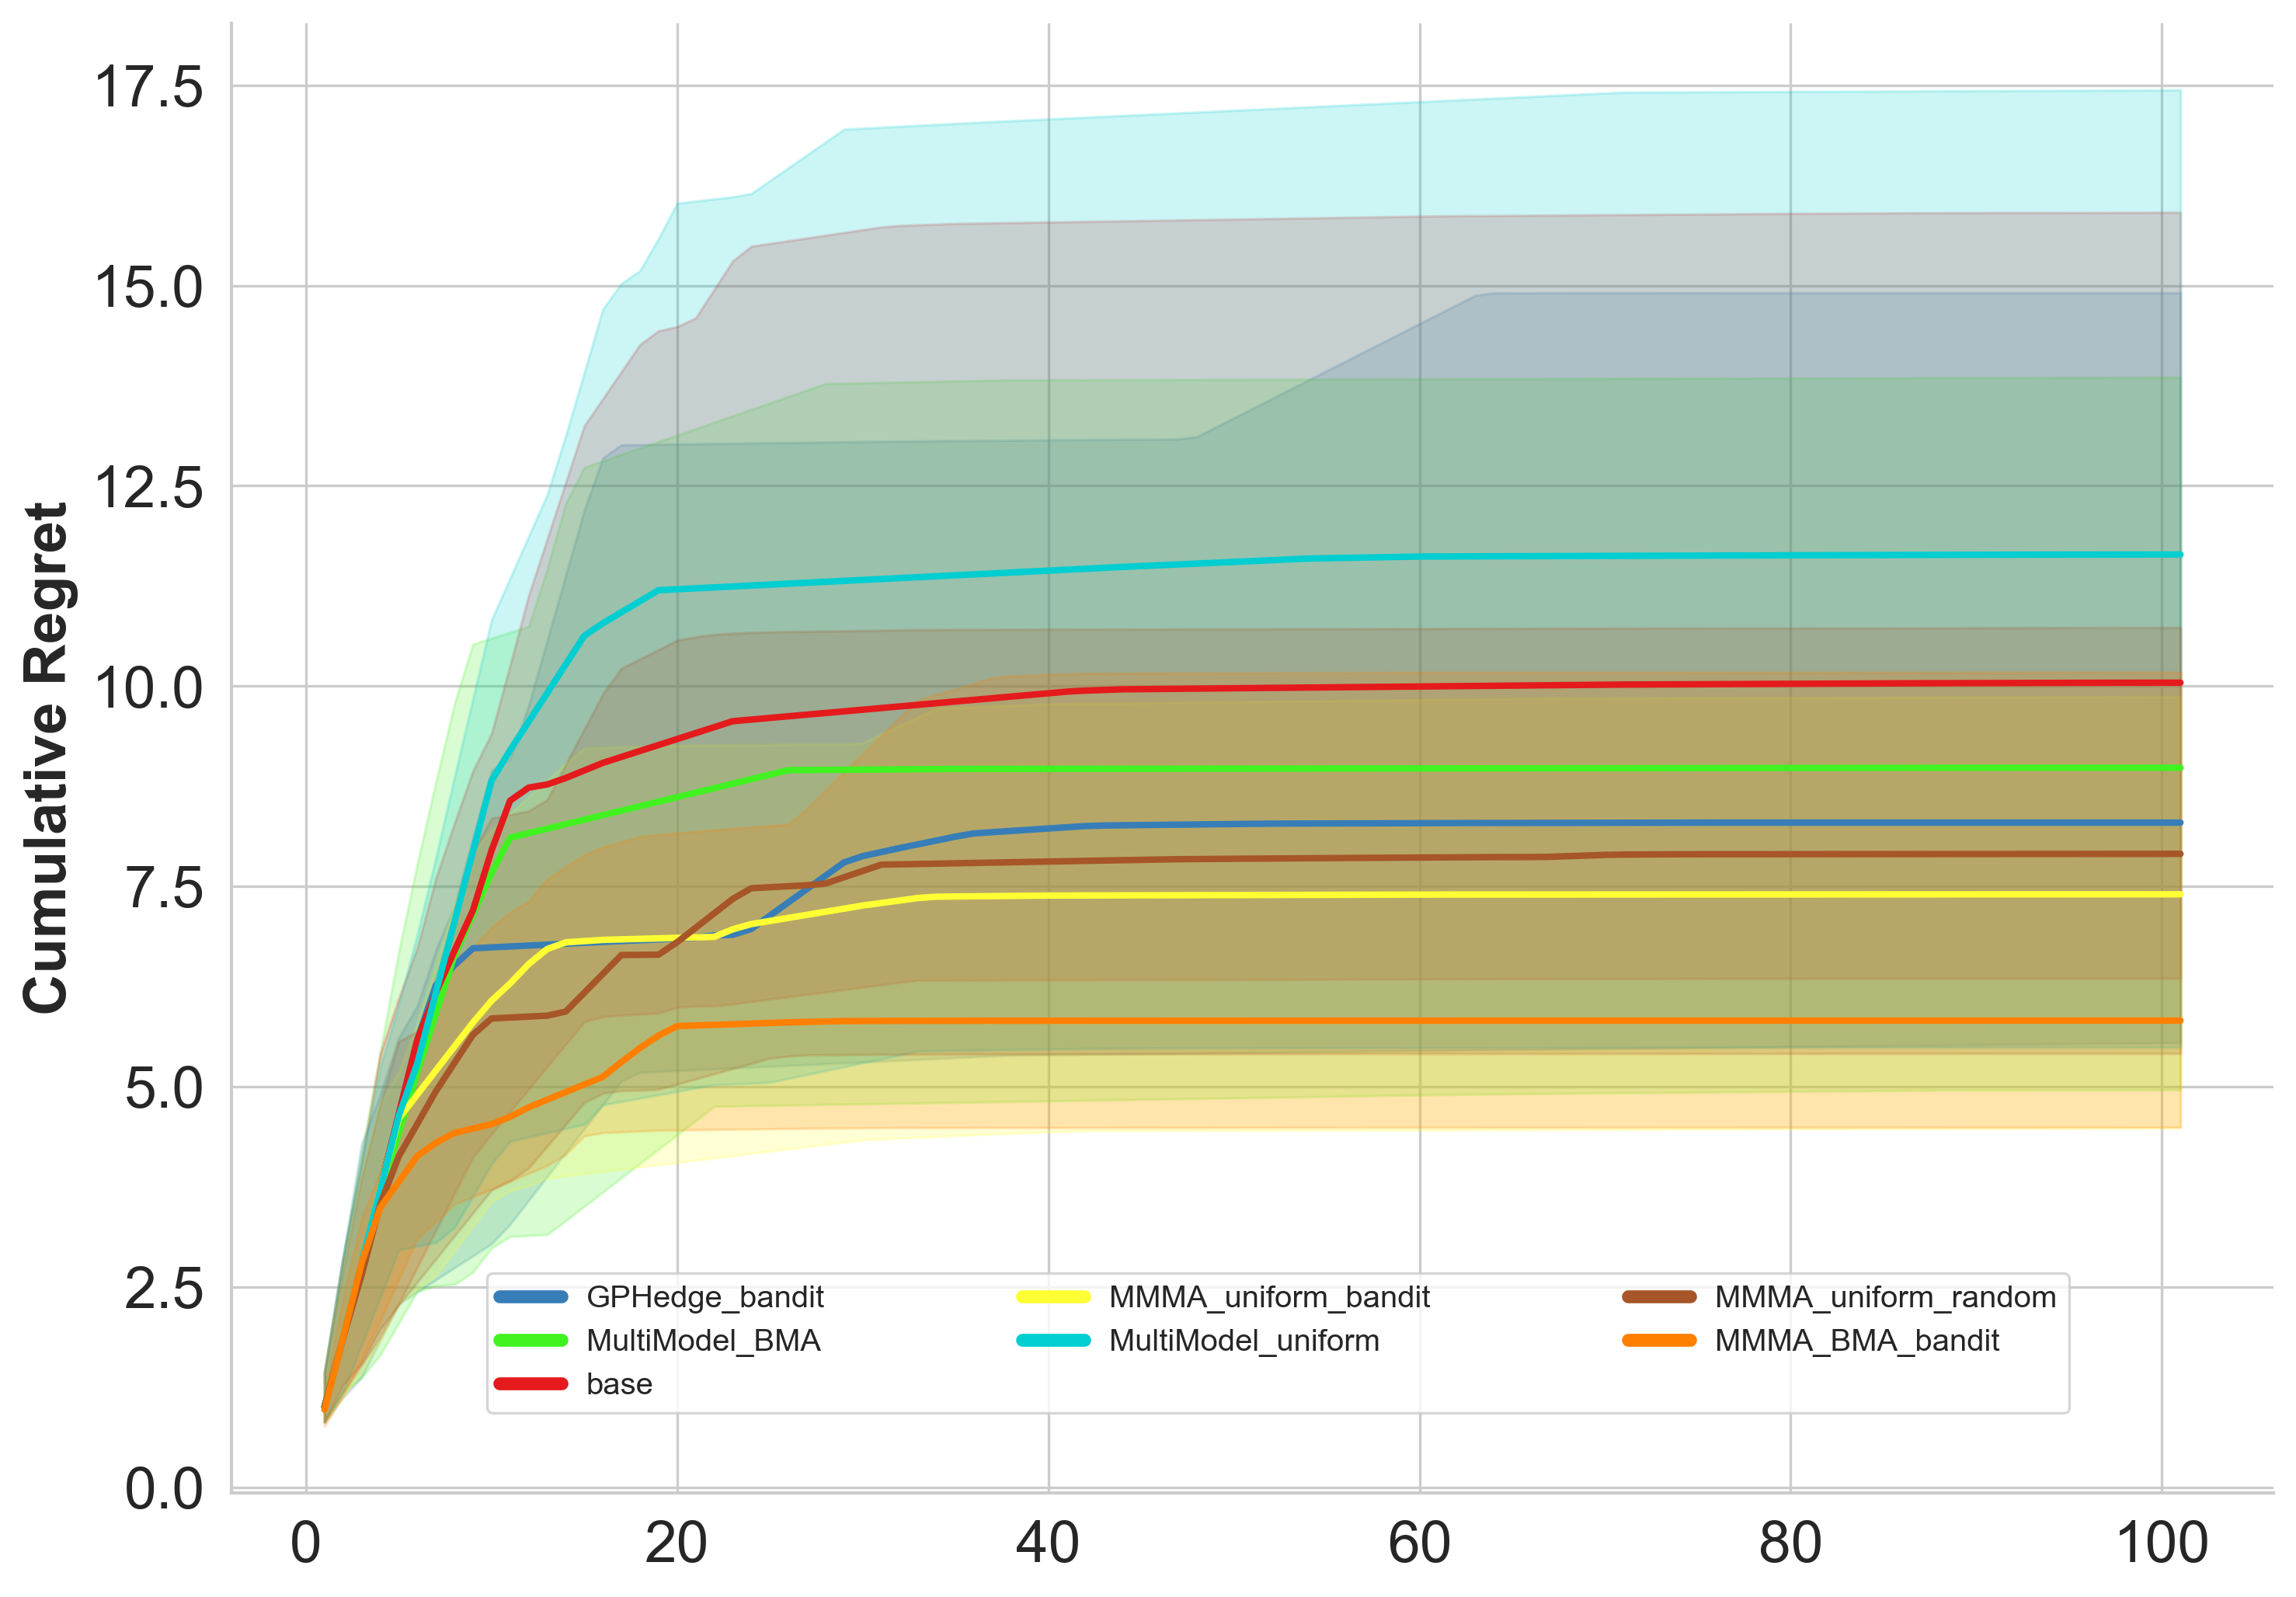 17.5
15.0
12.5
10.0
7.5
5.0
2.5
0.0
Cumulative Regret
GPHedge_bandit
MultiModel_BMA
base
MMMA_uniform_bandit
MultiModel_uniform
MMMA_uniform_random
MMMA_BMA_bandit
0 20 40 60 80 100